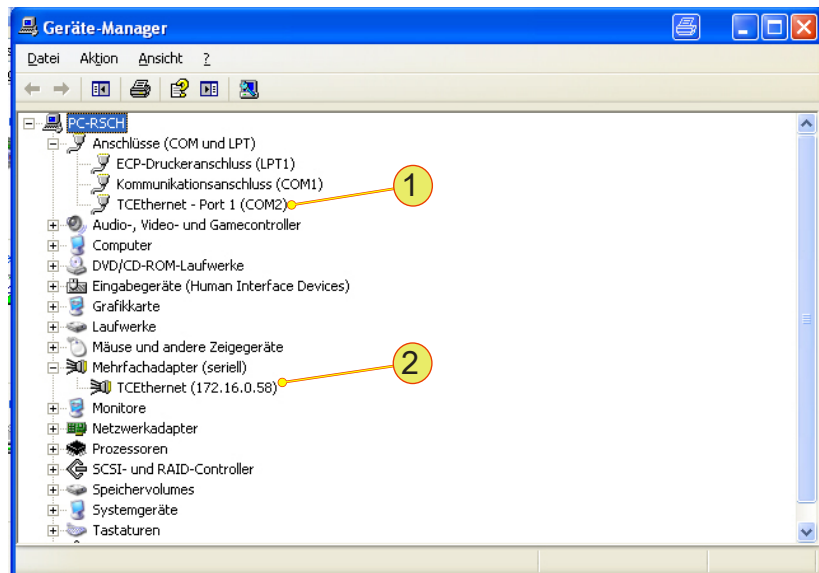 Geräte-Manager
Datei Aktion Ansicht ?
PC-RSCH
Anschlüsse (COM und LPT)
ECP-Druckeranschluss (LPT1)
Kommunikationsanschluss (COM1)
1
TCEthernet - Port 1 (COM2)
Audio-, Video- und Gamecontroller
Computer
DVD/CD-ROM-Laufwerke
Eingabegeräte (Human Interface Devices)
Grafikkarte
Laufwerke
Mäuse und andere Zeigegeräte
Mehrfachadapter (seriell)
2
TCEthernet (172.16.0.58)
Monitore
Netzwerkadapter
Prozessoren
SCSI- und RAID-Controller
Speichervolumes
Systemgeräte
Tastaturen